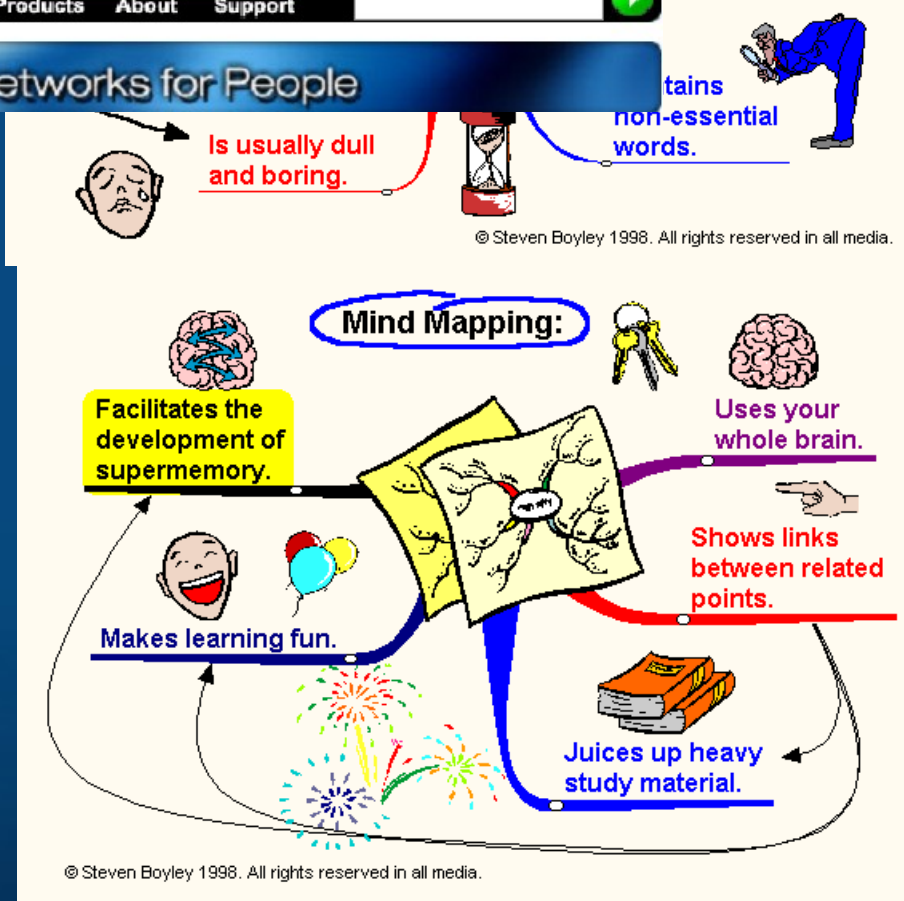 Products About Support
etworks for People
tains
non-essential
words.
Is usually dull
and boring.
© Steven Boyley 1998. All rights reserved in all media.
Mind Mapping:
Facilitates the
development of
supermemory.
Uses your
whole brain.
Shows links
between related
points.
Makes learning fun.
Juices up heavy
study material.
© Steven Boyley 1998. All rights reserved in all media.